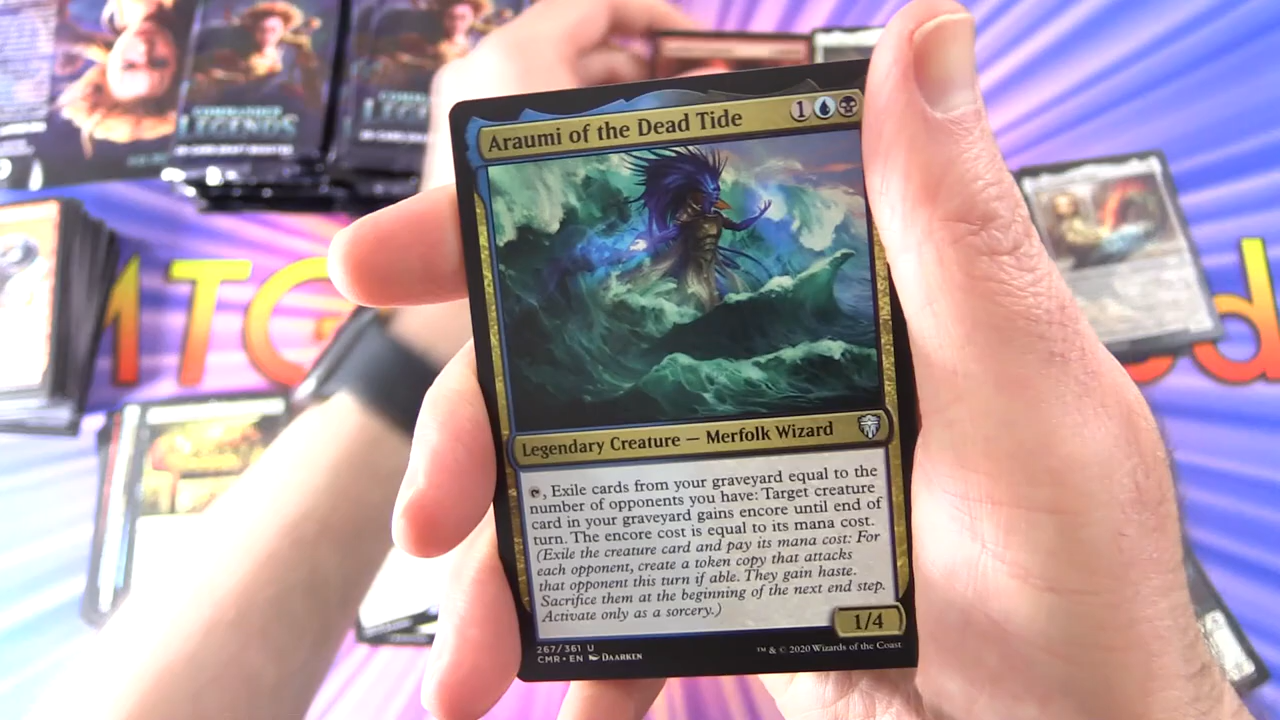 COMMANDER
LEGENDS
LEGENDS
MTG
d
Araumi of the Dead Tide
1
Legendary Creature — Merfolk Wizard
, Exile cards from your graveyard equal to the
number of opponents you have: Target creature
card in your graveyard gains encore until end of
turn. The encore cost is equal to its mana cost.
(Exile the creature card and pay its mana cost: For
each opponent, create a token copy that attacks
that opponent this turn if able. They gain haste.
Sacrifice them at the beginning of the next end step.
Activate only as a sorcery.)
1/4
267/361 U
CMR • EN DAARKEN
™ & © 2020 Wizards of the Coast